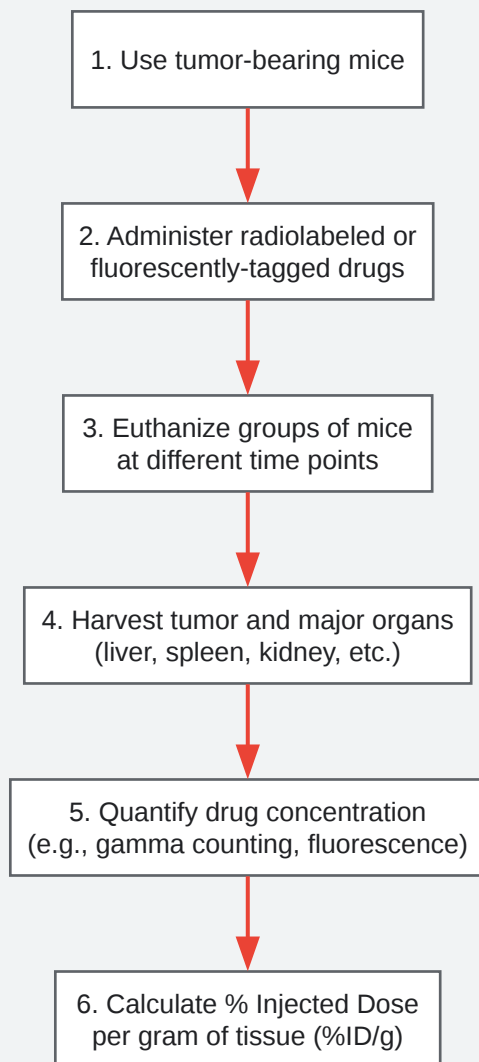 1. Use tumor-bearing mice
2. Administer radiolabeled or
fluorescently-tagged drugs
3. Euthanize groups of mice
at different time points
4. Harvest tumor and major organs
(liver, spleen, kidney, etc.)
5. Quantify drug concentration
(e.g., gamma counting, fluorescence)
6. Calculate % Injected Dose
per gram of tissue (%ID/g)